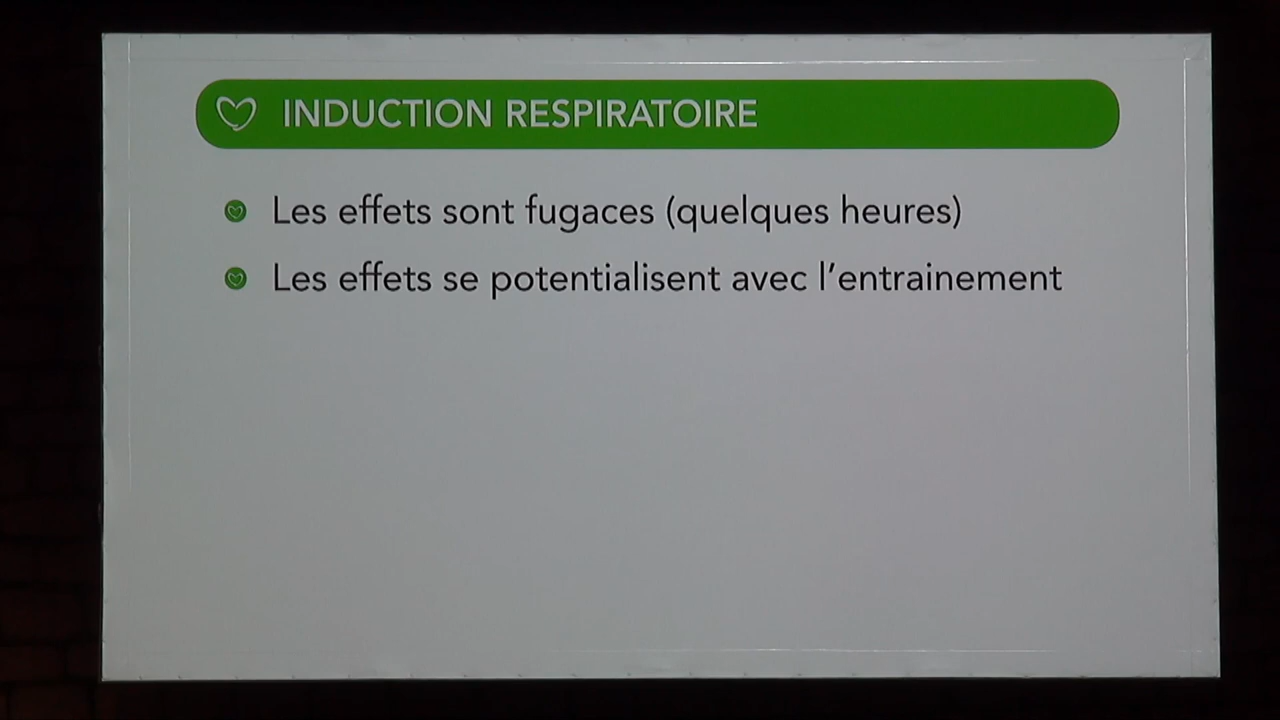 INDUCTION RESPIRATOIRE
Les effets sont fugaces (quelques heures)
Les effets se potentialisent avec l’entrainement